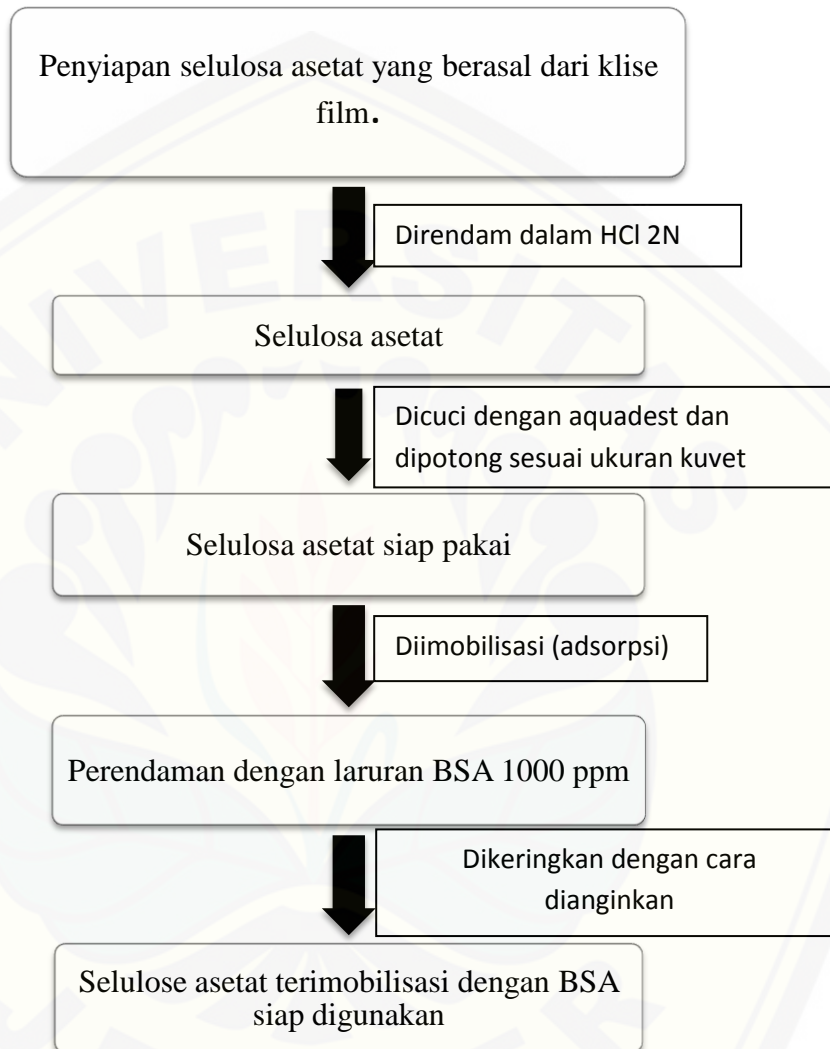 Penyiapan selulosa asetat yang berasal dari klise
film.
Direndam dalam HCl 2N
Selulosa asetat
Dicuci dengan aquadest dan
dipotong sesuai ukuran kuvet
Selulosa asetat siap pakai
Diimobilisasi (adsorpsi)
Perendaman dengan laruran BSA 1000 ppm
Dikeringkan dengan cara
dianginkan
Selulose asetat terimobilisasi dengan BSA
siap digunakan